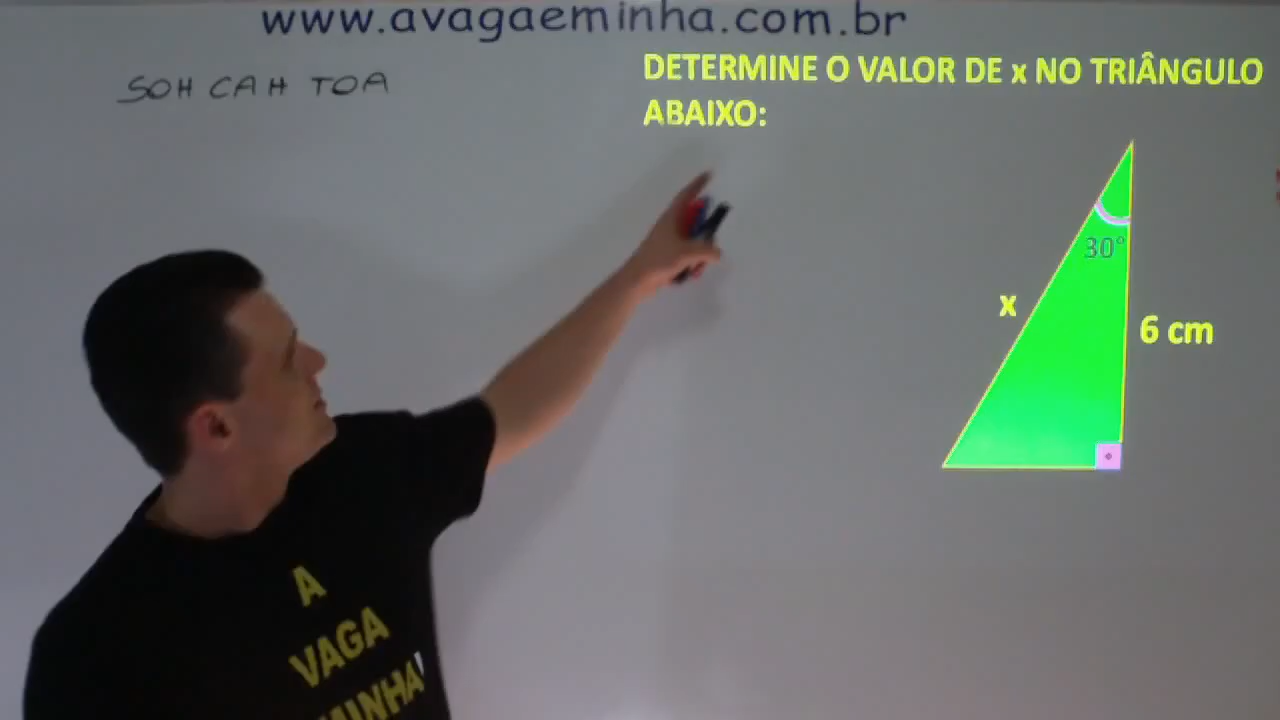 www.avagaeminha.com.br
SOH CAH TOA
DETERMINE O VALOR DE x NO TRIÂNGULO
ABAIXO:
30°
x
6 cm
A
VAGA
MINHA!